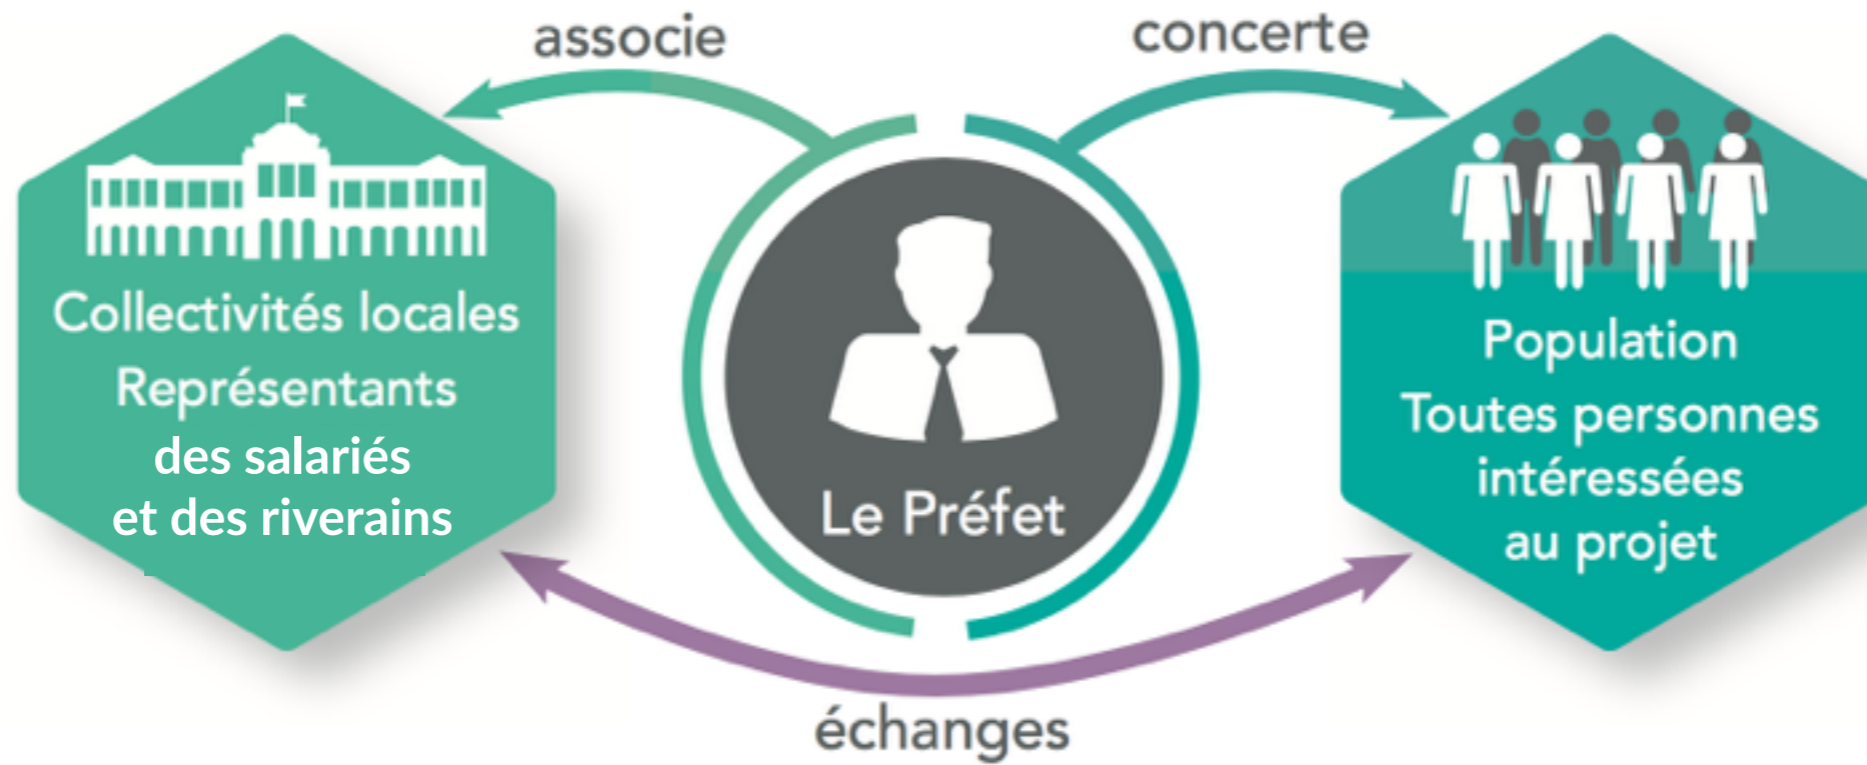 associe
concerte
Collectivités locales
Représentants
des salariés
et des riverains
Le Préfet
Population
Toutes personnes
intéressées
au projet
échanges